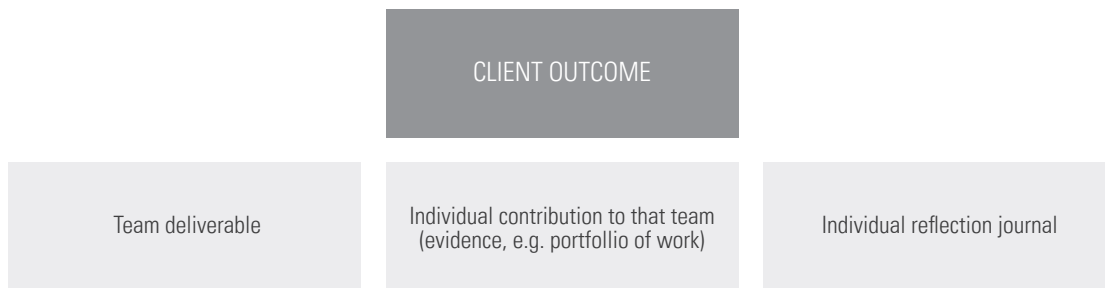 CLIENT OUTCOME
Team deliverable
Individual contribution to that team
(evidence, e.g. portfollio of work)
Individual reflection journal